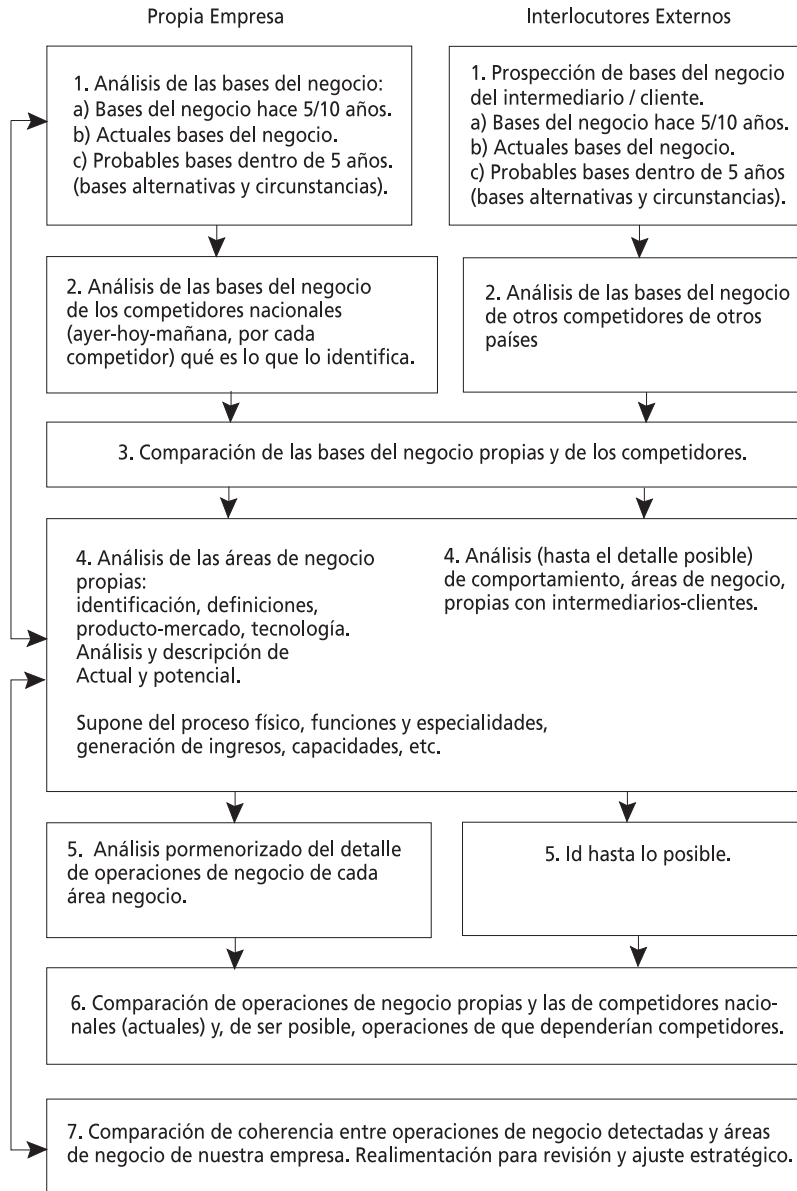 Propia Empresa
Interlocutores Externos
1. Análisis de las bases del negocio:
a) Bases del negocio hace 5/10 años.
b) Actuales bases del negocio.
c) Probables bases dentro de 5 años.
(bases alternativas y circunstancias).
1. Prospección de bases del negocio
del intermediario / cliente.
a) Bases del negocio hace 5/10 años.
b) Actuales bases del negocio.
c) Probables bases dentro de 5 años
(bases alternativas y circunstancias).
2. Análisis de las bases del negocio
de los competidores nacionales
(ayer-hoy-mañana, por cada
competidor) qué es lo que lo identifica.
2. Análisis de las bases del negocio
de otros competidores de otros
países
3. Comparación de las bases del negocio propias y de los competidores.
4. Análisis de las áreas de negocio
propias:
identificación, definiciones,
producto-mercado, tecnología.
Análisis y descripción de
Actual y potencial.
4. Análisis (hasta el detalle posible)
de comportamiento, áreas de negocio,
propias con intermediarios-clientes.
Supone del proceso físico, funciones y especialidades,
generación de ingresos, capacidades, etc.
5. Análisis pormenorizado del detalle
de operaciones de negocio de cada
área negocio.
5. Id hasta lo posible.
6. Comparación de operaciones de negocio propias y las de competidores nacio-
nales (actuales) y, de ser posible, operaciones de que dependerían competidores.
7. Comparación de coherencia entre operaciones de negocio detectadas y áreas
de negocio de nuestra empresa. Realimentación para revisión y ajuste estratégico.